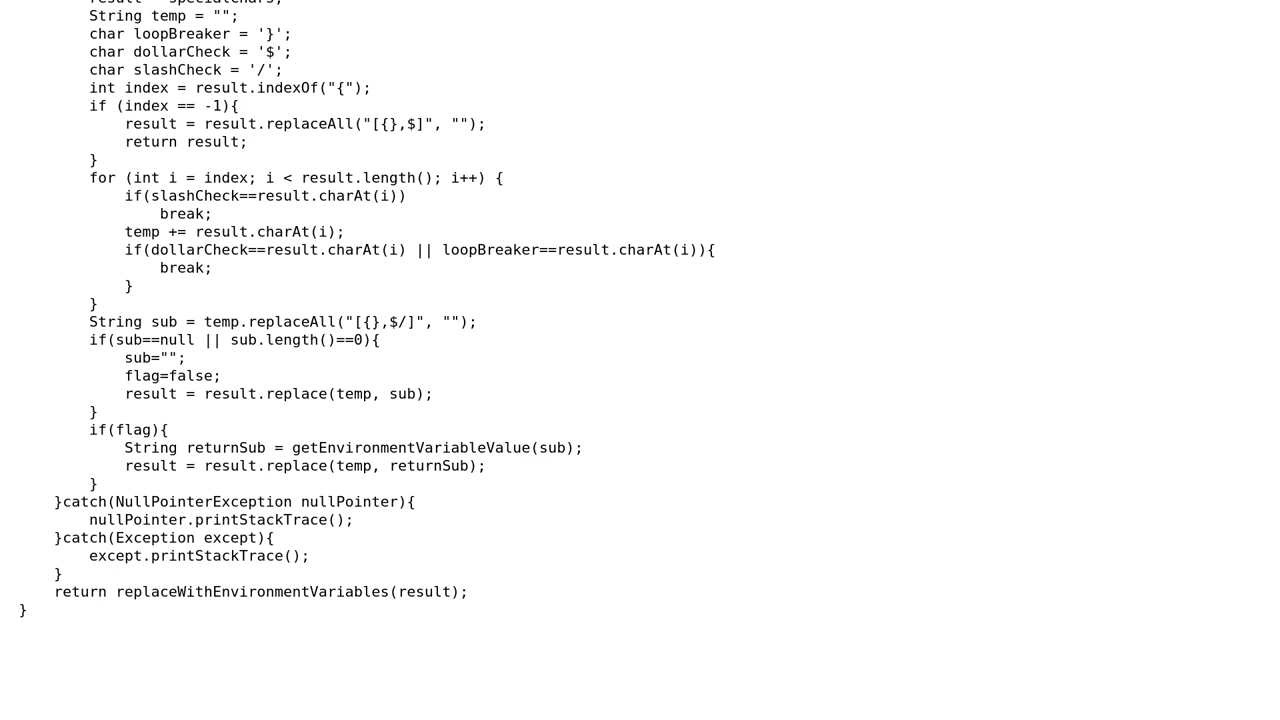 String temp = "";
char loopBreaker = '}';
char dollarCheck = '$';
char slashCheck = '/';
int index = result.indexOf("{");
if (index == -1){
result = result.replaceAll("[{},$]", "");
return result;
}
for (int i = index; i < result.length(); i++) {
if(slashCheck==result.charAt(i))
break;
temp += result.charAt(i);
if(dollarCheck==result.charAt(i) || loopBreaker==result.charAt(i)){
break;
}
}
String sub = temp.replaceAll("[{},$/]", "");
if(sub==null || sub.length()==0){
sub="";
flag=false;
result = result.replace(temp, sub);
}
if(flag){
String returnSub = getEnvironmentVariableValue(sub);
result = result.replace(temp, returnSub);
}
}catch(NullPointerException nullPointer){
nullPointer.printStackTrace();
}catch(Exception except){
except.printStackTrace();
}
return replaceWithEnvironmentVariables(result);
}